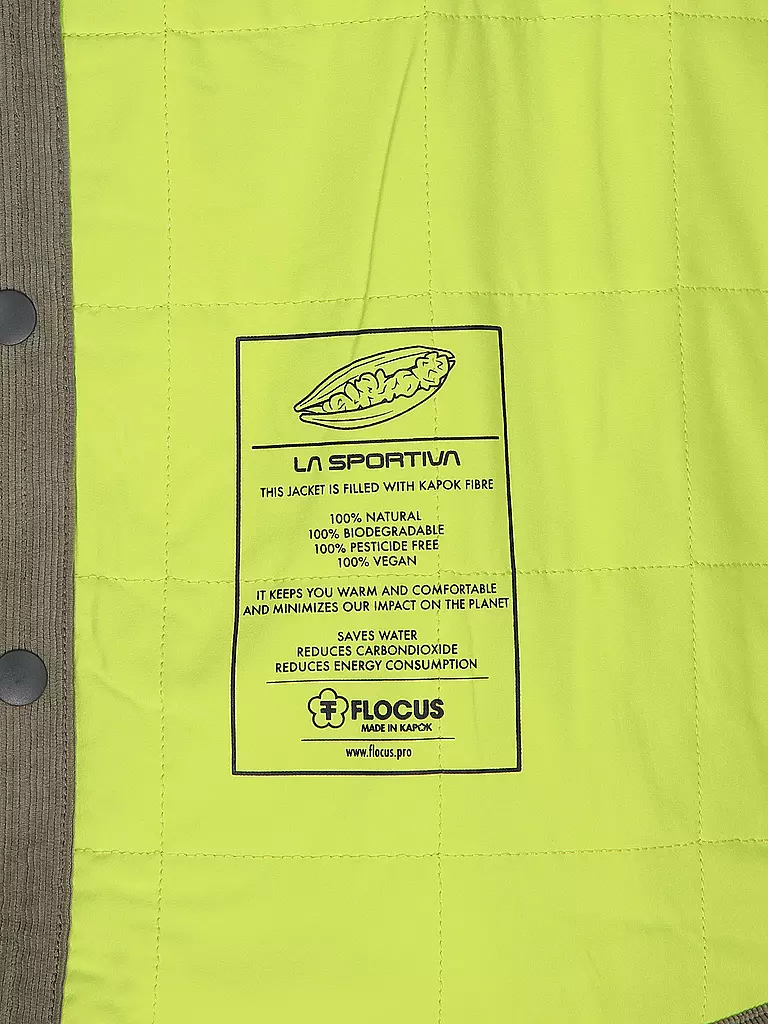 LA SPORTIVA
THIS JACKET IS FILLED WITH KAPOK FIBRE
100% NATURAL
100% BIODEGRADABLE
100% PESTICIDE FREE
100% VEGAN
IT KEEPS YOU WARM AND COMFORTABLE
AND MINIMIZES OUR IMPACT ON THE PLANET
SAVES WATER
REDUCES CARBONDIOXIDE
REDUCES ENERGY CONSUMPTION
FLOCUS
MADE IN KAPOK
www.flocus.pro